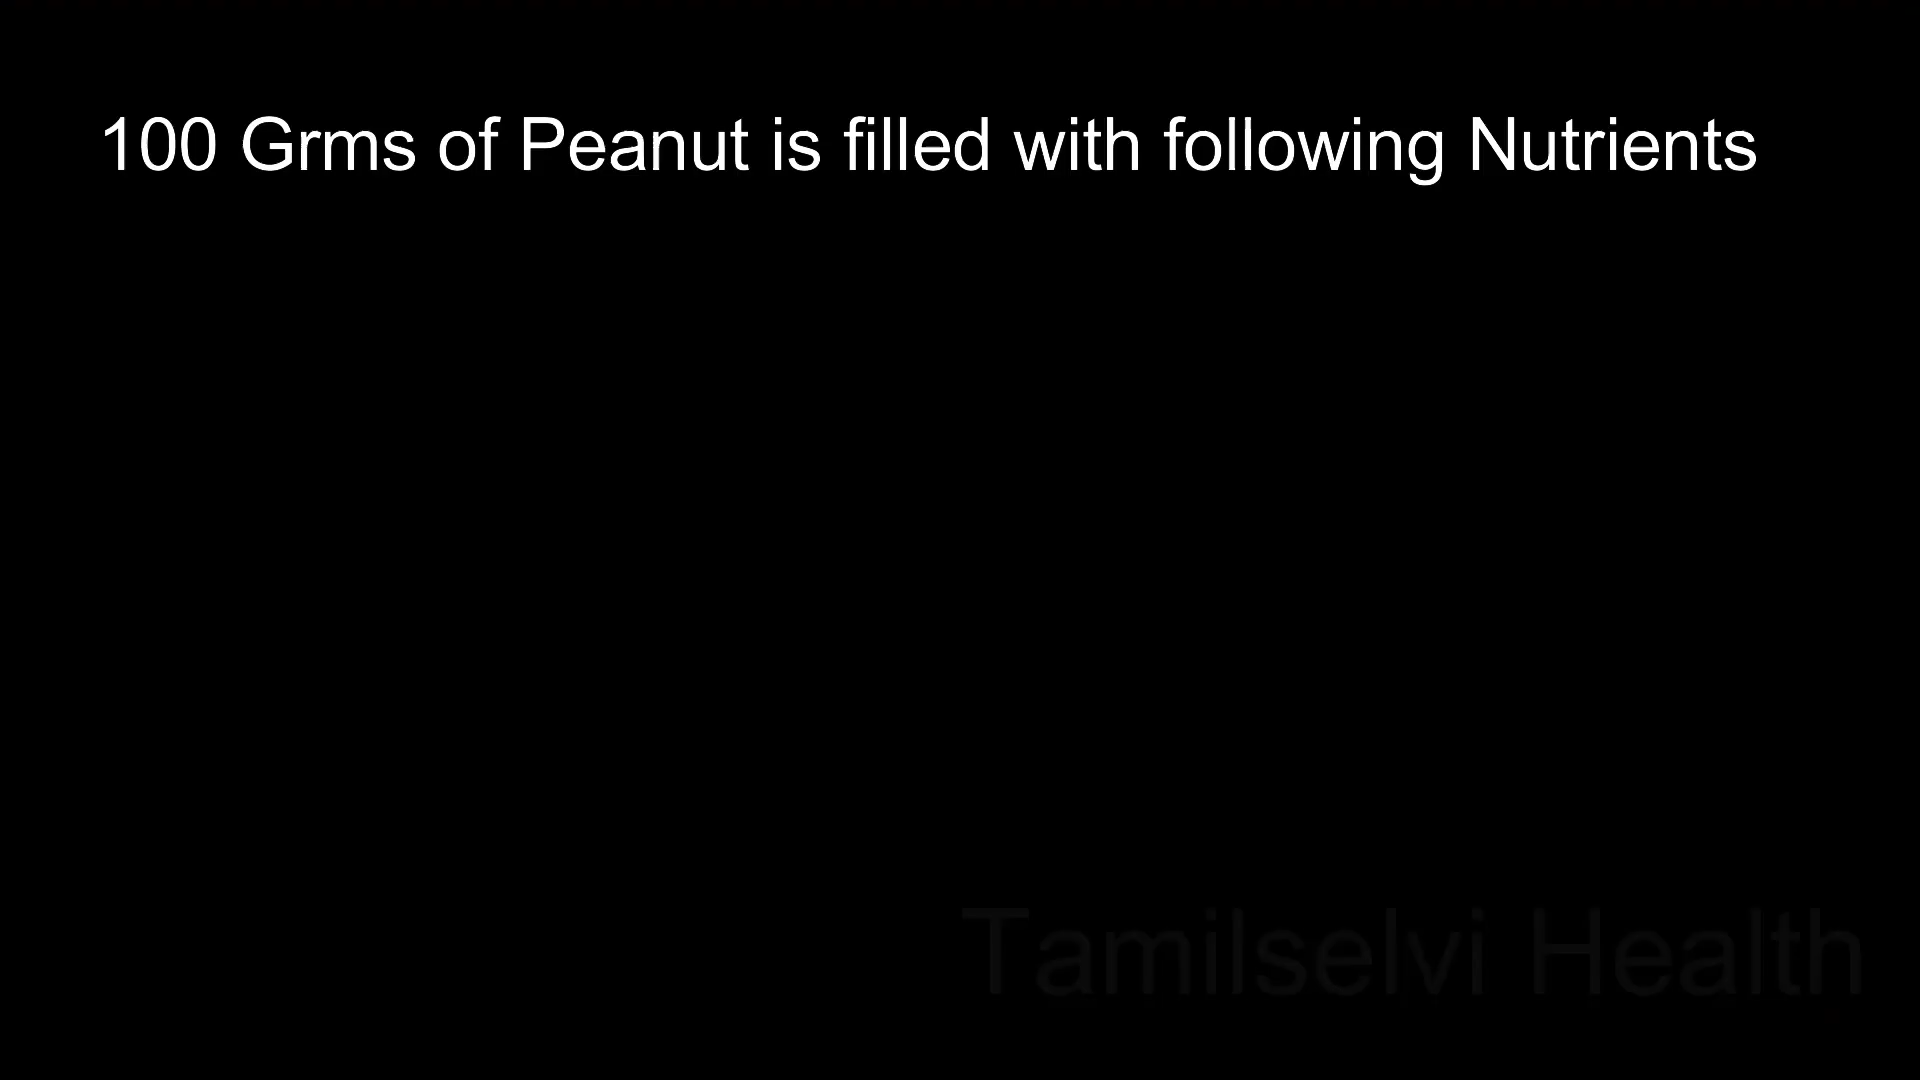 100 Grms of Peanut is filled with following Nutrients
Tamilselvi Health